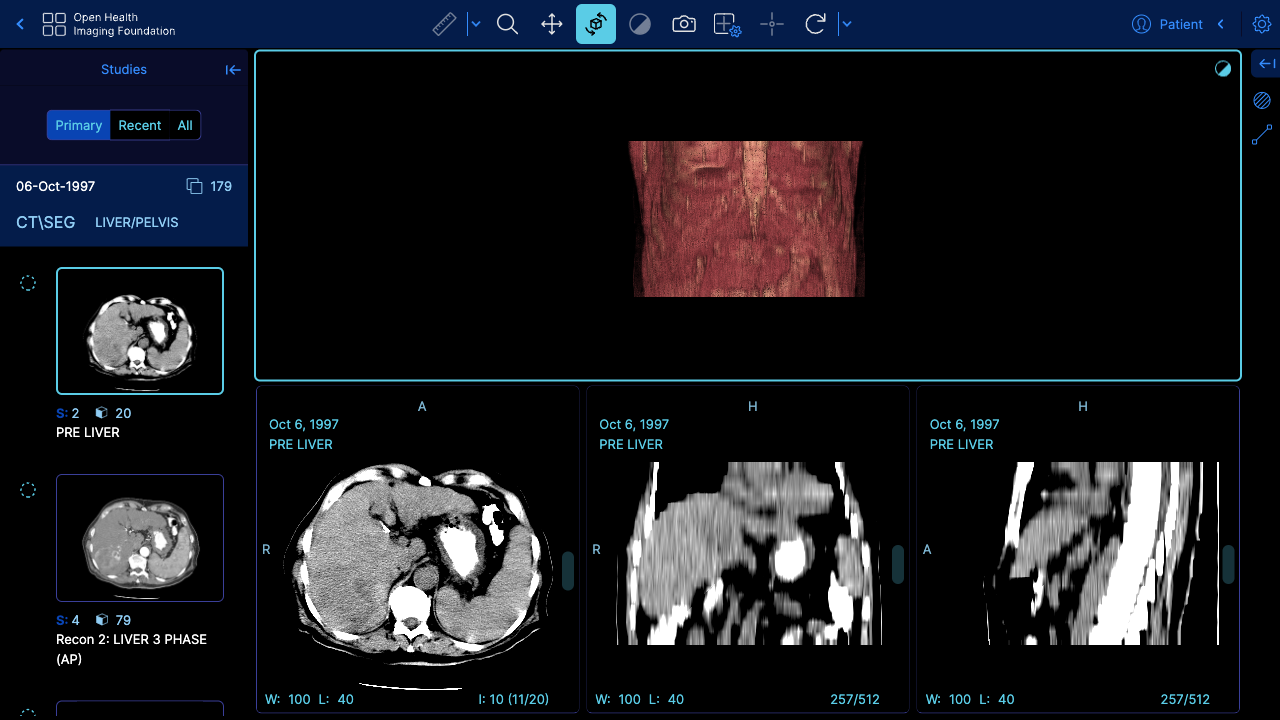 Open Health
Imaging Foundation
Patient
Studies
Primary Recent All
06-Oct-1997 179
CT\SEG LIVER/PELVIS
S: 2 20
PRE LIVER
S: 4 79
Recon 2: LIVER 3 PHASE
(AP)
A
Oct 6, 1997
PRE LIVER
R
W: 100 L: 40 I: 10 (11/20)
H
Oct 6, 1997
PRE LIVER
R
W: 100 L: 40 257/512
H
Oct 6, 1997
PRE LIVER
A
W: 100 L: 40 257/512